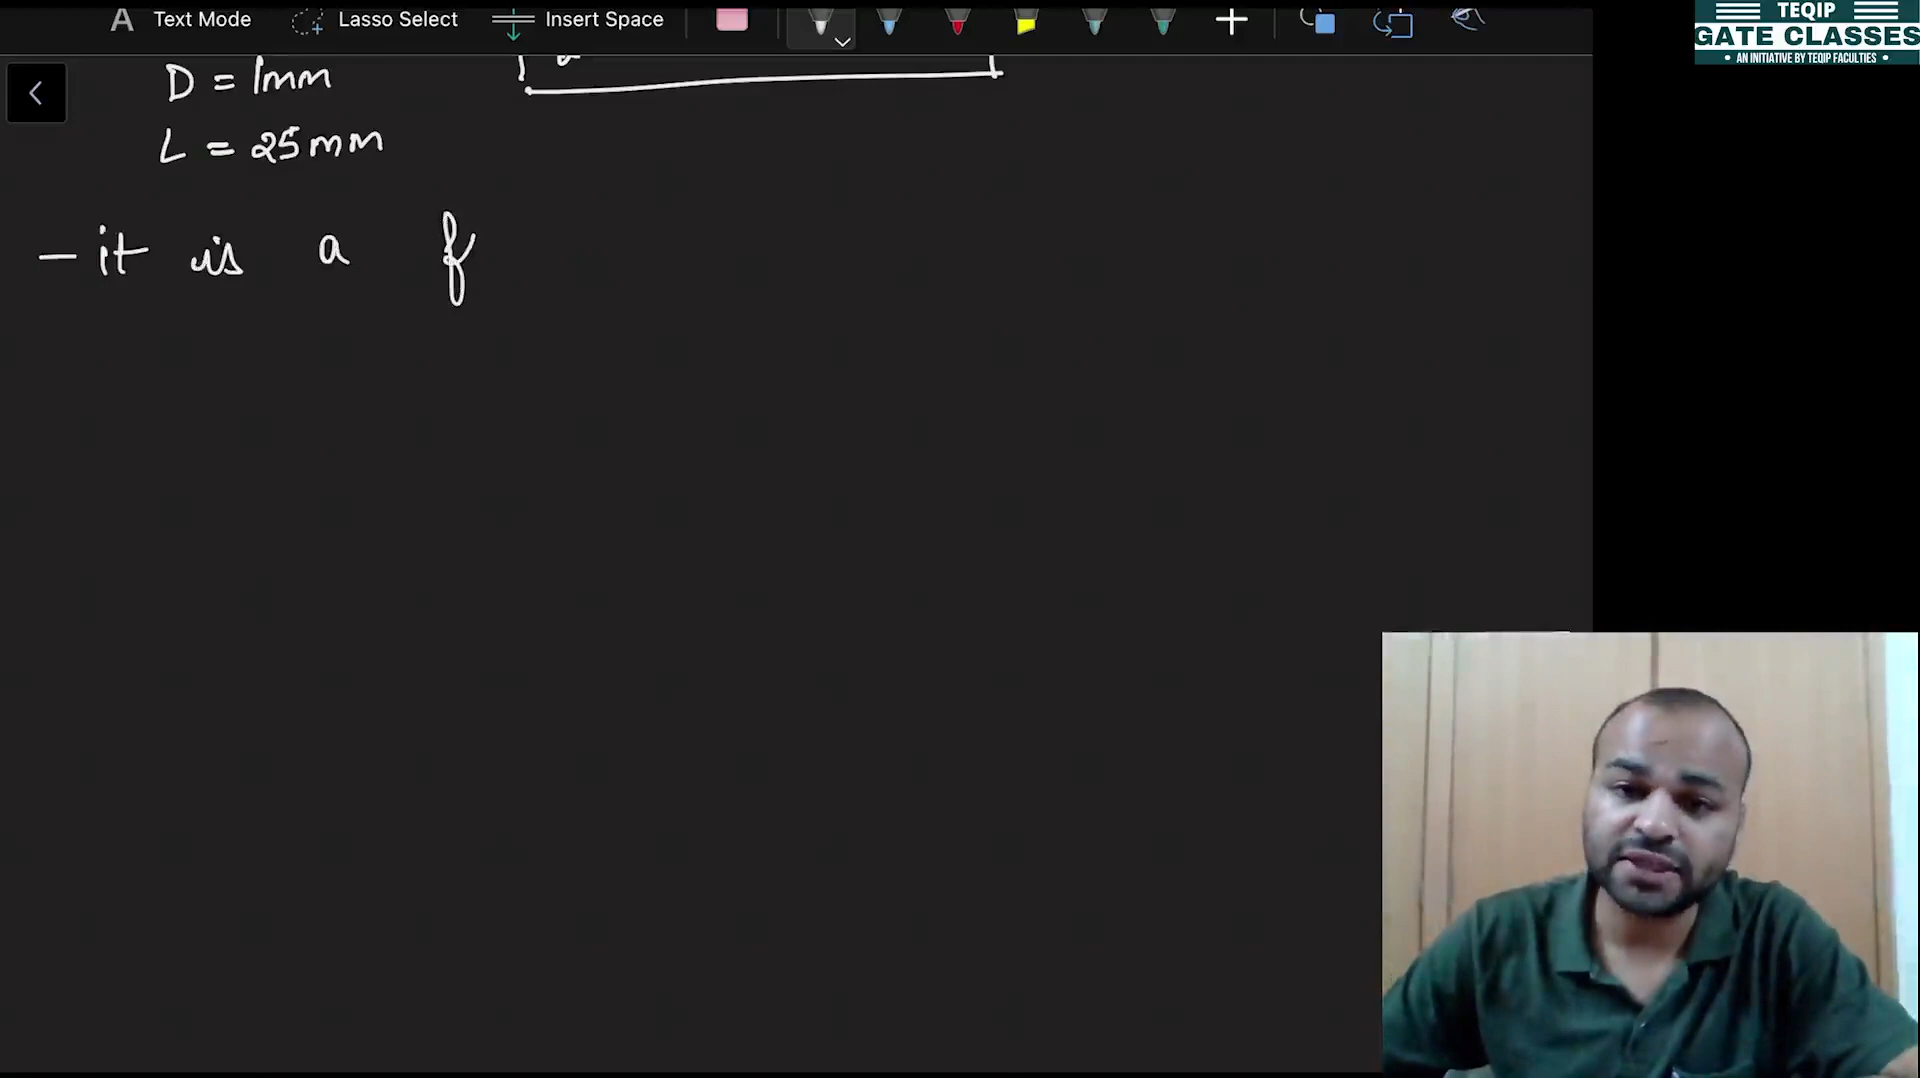 Text Mode Lasso Select Insert Space
TEQIP
GATE CLASSES
• AN INITIATIVE BY TEQIP FACULTIES •
D = 1mm
L = 25mm
- it is a f